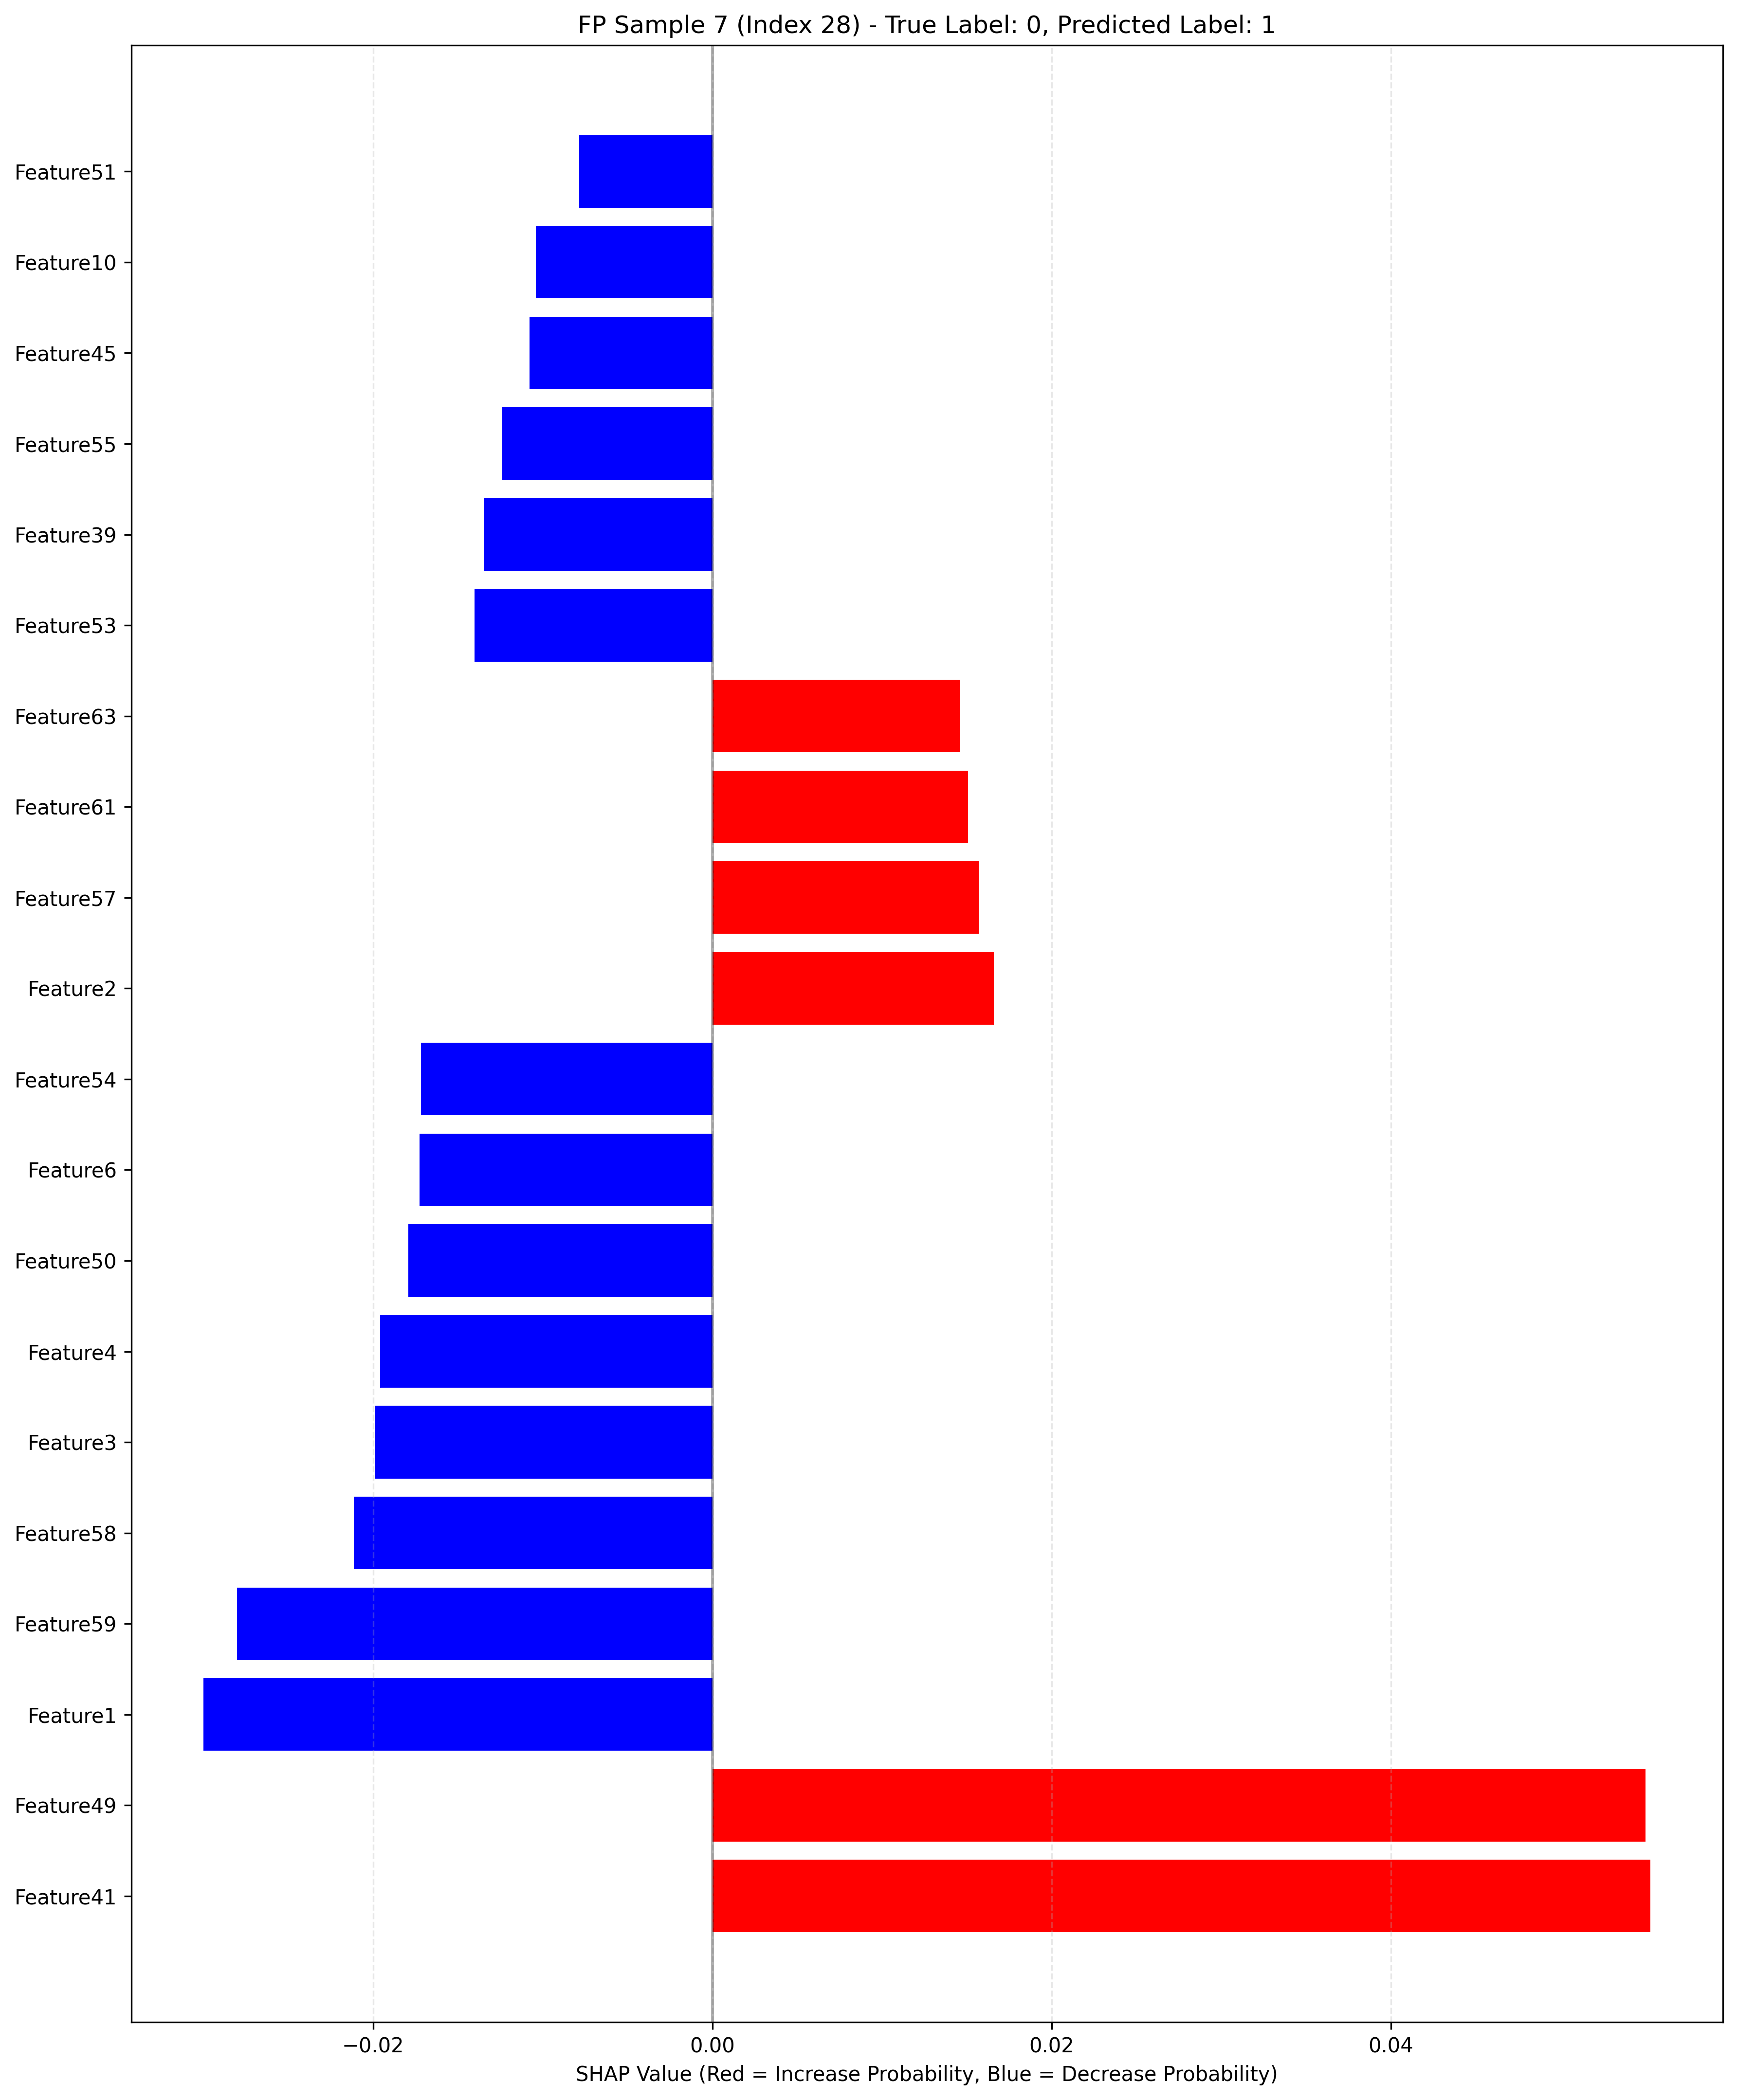 FP Sample 7 (Index 28) - True Label: 0, Predicted Label: 1
Feature51
Feature10
Feature45
Feature55
Feature39
Feature53
Feature63
Feature61
Feature57
Feature2
Feature54
Feature6
Feature50
Feature4
Feature3
Feature58
Feature59
Feature1
Feature49
Feature41
−0.02 0.00 0.02 0.04
SHAP Value (Red = Increase Probability, Blue = Decrease Probability)